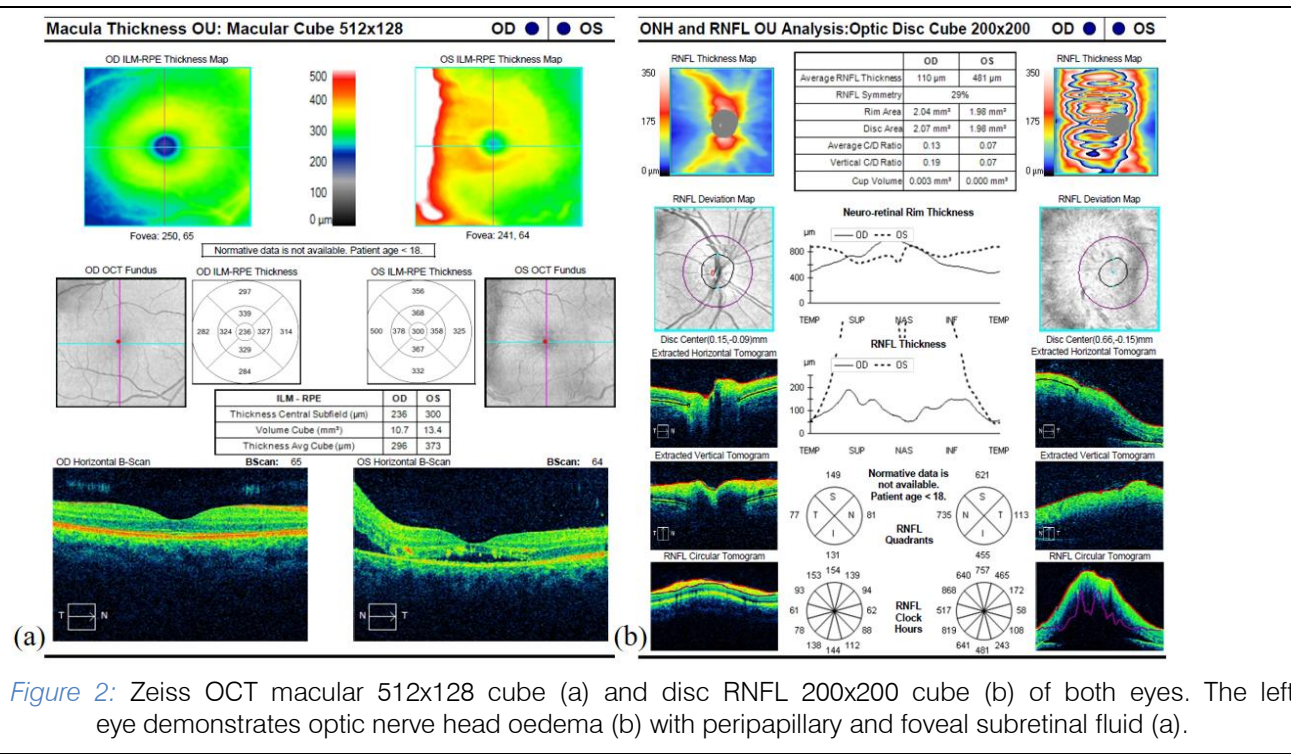 Macula Thickness OU: Macular Cube 512x128 OD OS
OD ILM-RPE Thickness Map
OS ILM-RPE Thickness Map
500
400
300
200
100
0 µm
Fovea: 250, 65
Fovea: 241, 64
Normative data is not available. Patient age < 18.
OD OCT Fundus
OD ILM-RPE Thickness
OS ILM-RPE Thickness
OS OCT Fundus
297
339
282 324 236 327 314
329
284
356
368
500 378 300 358 325
367
332
ILM - RPE OD OS
Thickness Central Subfield (µm) 236 300
Volume Cube (mm³) 10.7 13.4
Thickness Avg Cube (µm) 296 373
OD Horizontal B-Scan BScan: 65
OS Horizontal B-Scan BScan: 64
T N
N T
(a)
ONH and RNFL OU Analysis:Optic Disc Cube 200x200 OD OS
RNFL Thickness Map
350
175
0 µm
OD OS
Average RNFL Thickness 110 µm 481 µm
RNFL Symmetry 29%
Rim Area 2.04 mm² 1.98 mm²
Disc Area 2.07 mm² 1.98 mm²
Average C/D Ratio 0.13 0.07
Vertical C/D Ratio 0.19 0.07
Cup Volume 0.003 mm³ 0.000 mm³
RNFL Thickness Map
350
175
0 µm
RNFL Deviation Map
Disc Center(0.15,-0.09)mm
Extracted Horizontal Tomogram
T N
Extracted Vertical Tomogram
RNFL Circular Tomogram
Neuro-retinal Rim Thickness
µm OD OS
800
400
0
TEMP SUP NAS INF TEMP
RNFL Thickness
µm OD OS
200
100
0
TEMP SUP NAS INF TEMP
Normative data is
not available.
Patient age < 18.
149
S
77 T N 81
I
131
RNFL
Quadrants
621
S
735 N T 113
I
455
154
153 139
93 94
61 62
78 88
138 112
144
RNFL
Clock
Hours
757
640 465
868 172
517 58
819 108
641 243
481
RNFL Deviation Map
Disc Center(0.66,-0.15)mm
Extracted Horizontal Tomogram
N T
Extracted Vertical Tomogram
RNFL Circular Tomogram
(b)
Figure 2: Zeiss OCT macular 512x128 cube (a) and disc RNFL 200x200 cube (b) of both eyes. The left
eye demonstrates optic nerve head oedema (b) with peripapillary and foveal subretinal fluid (a).